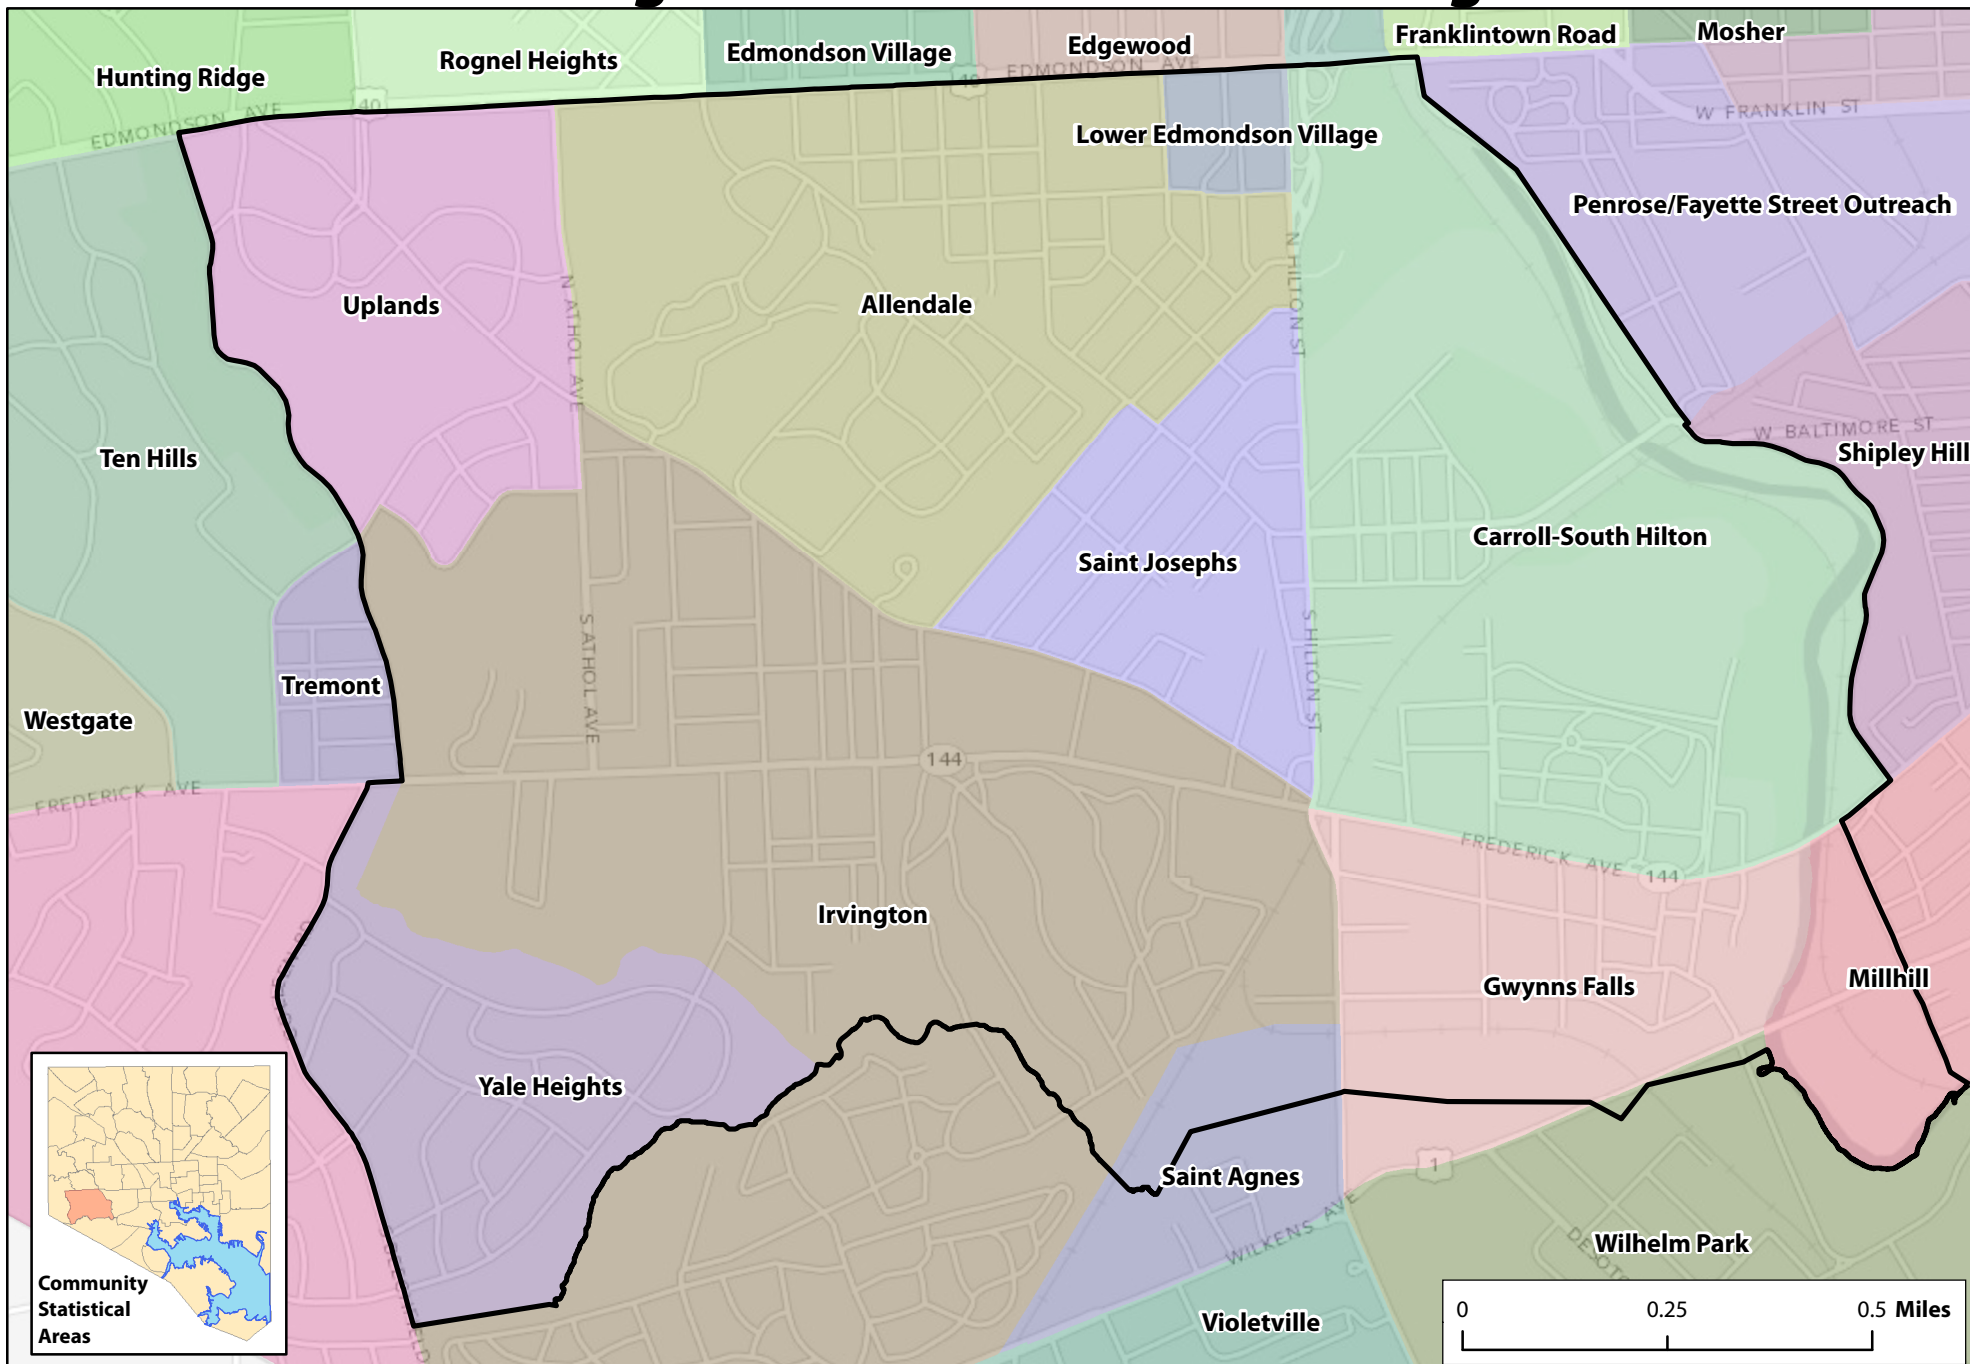 Hunting Ridge
Rognel Heights
Edmondson Village
Edgewood
Franklintown Road
Mosher
EDMONDSON AVE
40
EDMONDSON AVE
40
W FRANKLIN ST
Lower Edmondson Village
Penrose/Fayette Street Outreach
Uplands
Allendale
N ATHOL AVE
N HILTON ST
W BALTIMORE ST
Shipley Hill
Ten Hills
Carroll-South Hilton
Saint Josephs
S ATHOL AVE
S HILTON ST
Tremont
Westgate
144
FREDERICK AVE
FREDERICK AVE
144
Irvington
Gwynns Falls
Millhill
Yale Heights
Saint Agnes
1
WILKENS AVE
Wilhelm Park
Violetville
Community
Statistical
Areas
0 0.25 0.5 Miles